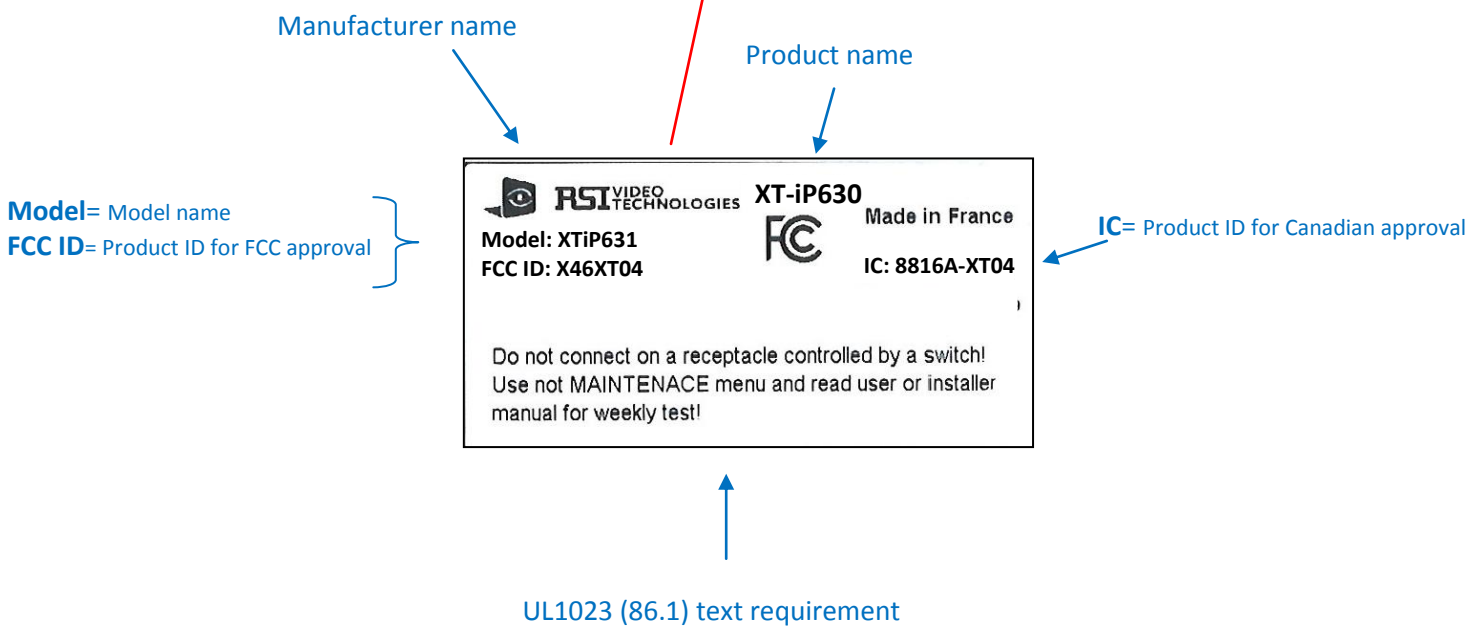 Manufacturer name
Product name
RSI VIDEO TECHNOLOGIES XT-iP630
FC Made in France
Model: XTiP631
FCC ID: X46XT04 IC: 8816A-XT04
Model= Model name
FCC ID= Product ID for FCC approval
IC= Product ID for Canadian approval
Do not connect on a receptacle controlled by a switch!
Use not MAINTENACE menu and read user or installer
manual for weekly test!
UL1023 (86.1) text requirement